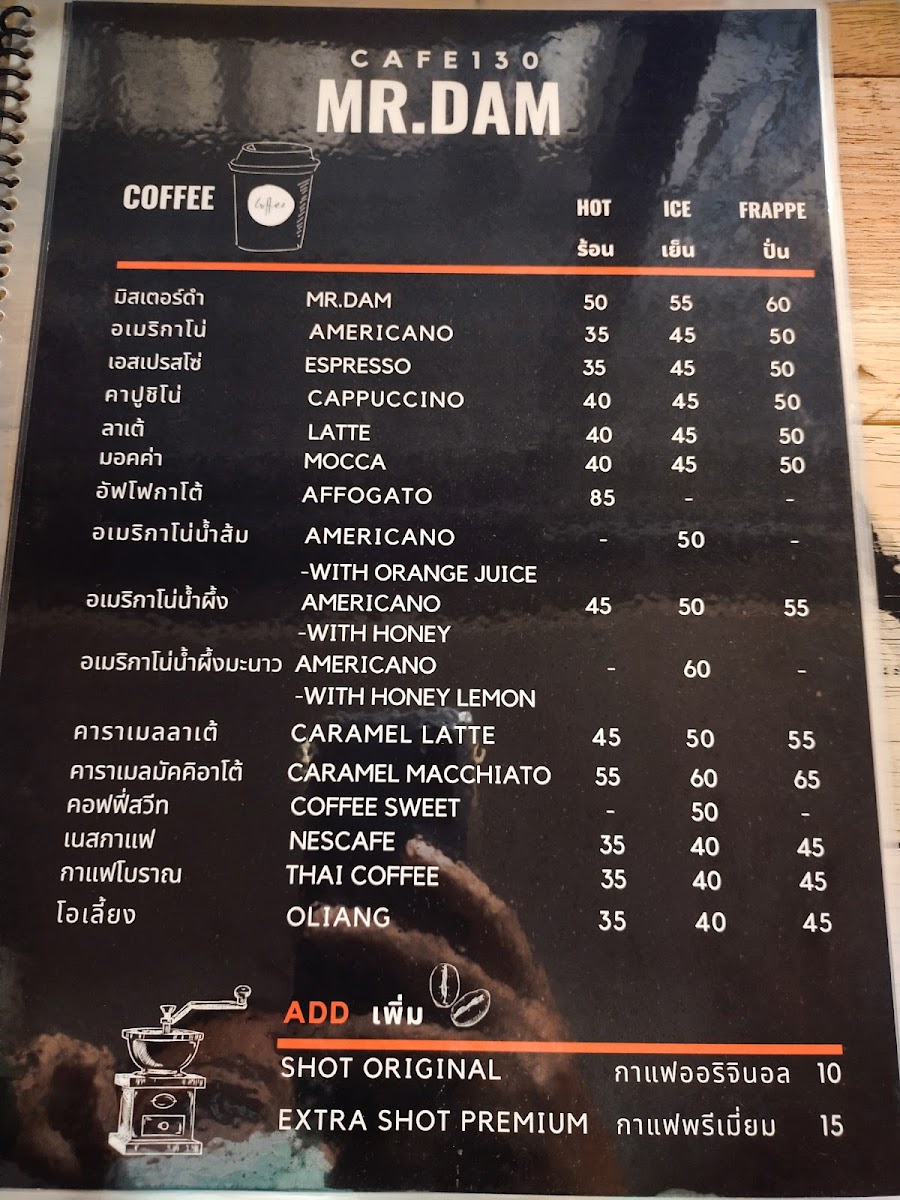 CAFE130
MR.DAM
COFFEE
Coffee
HOT ICE FRAPPE
ร้อน เย็น ปั่น
มิสเตอร์ดำ MR.DAM 50 55 60
อเมริกาโน่ AMERICANO 35 45 50
เอสเปรสโซ่ ESPRESSO 35 45 50
คาปูชิโน่ CAPPUCCINO 40 45 50
ลาเต้ LATTE 40 45 50
มอคค่า MOCCA 40 45 50
อัฟโฟกาโต้ AFFOGATO 85 - -
อเมริกาโน่น้ำส้ม AMERICANO - 50 -
-WITH ORANGE JUICE
อเมริกาโน่น้ำผึ้ง AMERICANO 45 50 55
-WITH HONEY
อเมริกาโน่น้ำผึ้งมะนาว AMERICANO - 60 -
-WITH HONEY LEMON
คาราเมลลาเต้ CARAMEL LATTE 45 50 55
คาราเมลมัคคิอาโต้ CARAMEL MACCHIATO 55 60 65
คอฟฟี่สวีท COFFEE SWEET - 50 -
เนสกาแฟ NESCAFE 35 40 45
กาแฟโบราณ THAI COFFEE 35 40 45
โอเลี้ยง OLIANG 35 40 45
ADD เพิ่ม
SHOT ORIGINAL กาแฟออริจินอล 10
EXTRA SHOT PREMIUM กาแฟพรีเมี่ยม 15